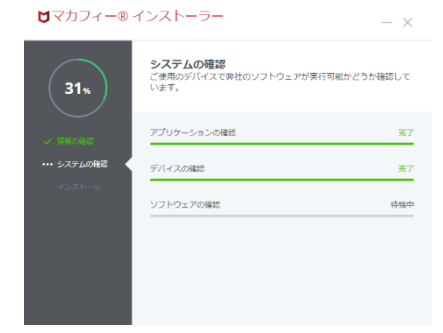 マカフィー® インストーラー
31%
✓ 情報の確認
••• システムの確認
インストール
システムの確認
ご使用のデバイスで弊社のソフトウェアが実行可能かどうか確認して
います。
アプリケーションの確認 完了
デバイスの確認 完了
ソフトウェアの確認 待機中